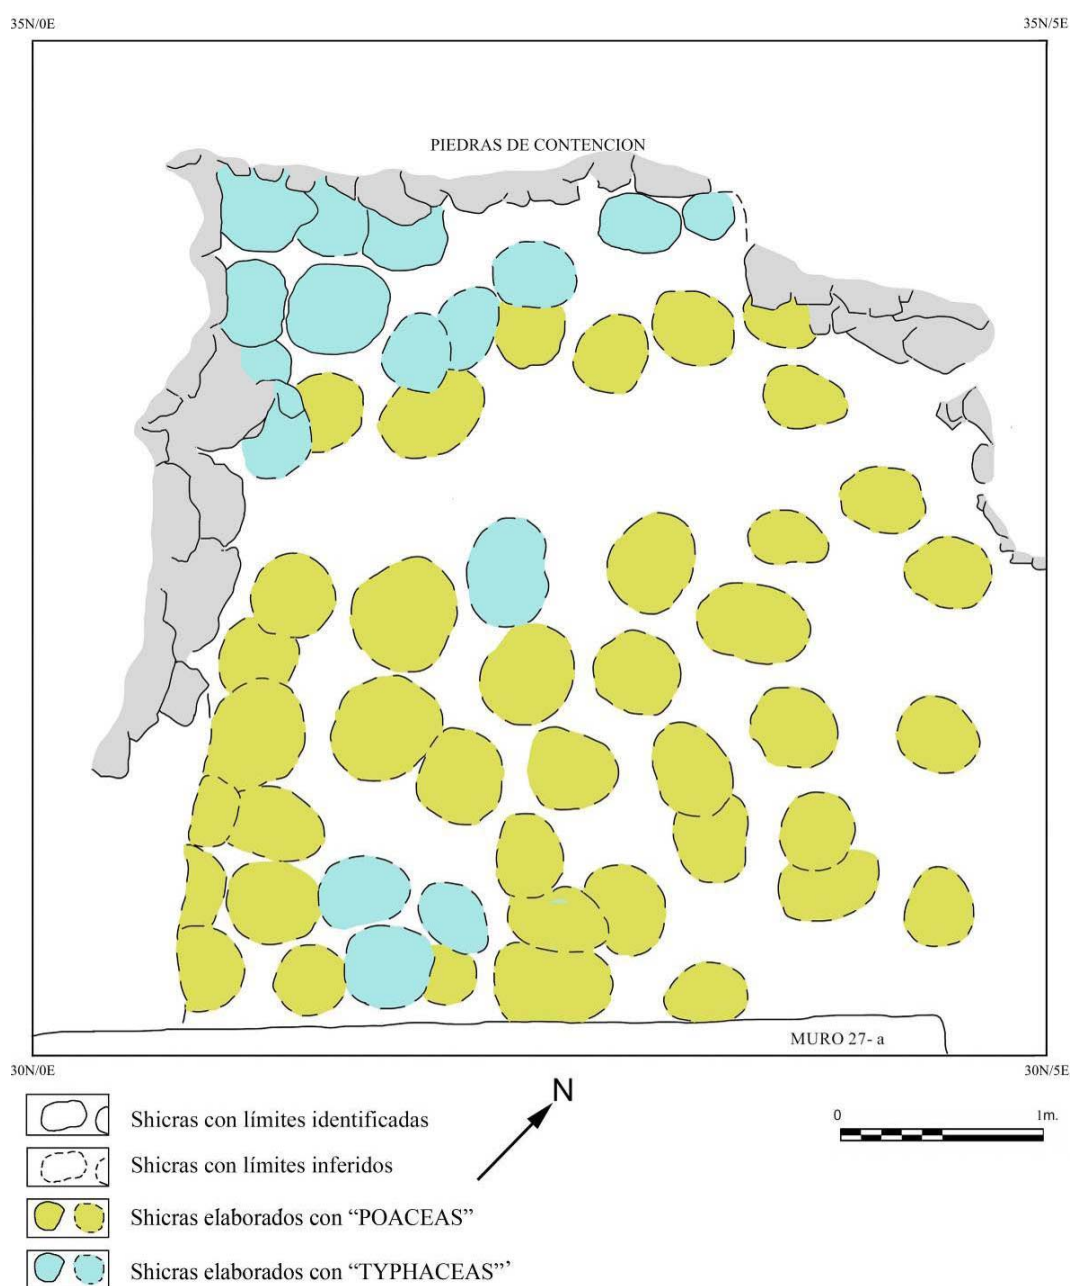 35N/0E
35N/5E
PIEDRAS DE CONTENCION
MURO 27- a
30N/0E
30N/5E
N
Shicras con límites identificadas
0
1m.
Shicras con límites inferidos
Shicras elaborados con “POACEAS”
Shicras elaborados con “TYPHACEAS”’